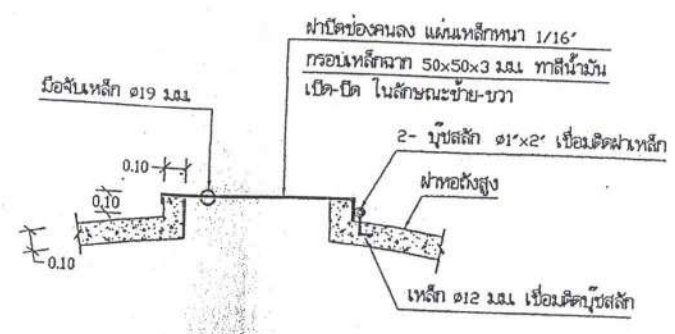 ฝาปิดช่องคนลง แผ่นเหล็กหนา 1/16"
กรอบเหล็กฉาก 50x50x3 มม. ทาสีน้ำมัน
เปิด-ปิด ในลักษณะซ้าย-ขวา
มือจับเหล็ก ø19 มม.
2- บุ๊ชสลัก ø1"x2" เชื่อมติดฝาเหล็ก
0.10
ฝาหอถังสูง
0.10
0.10
เหล็ก ø12 มม. เชื่อมติดบุ๊ชสลัก